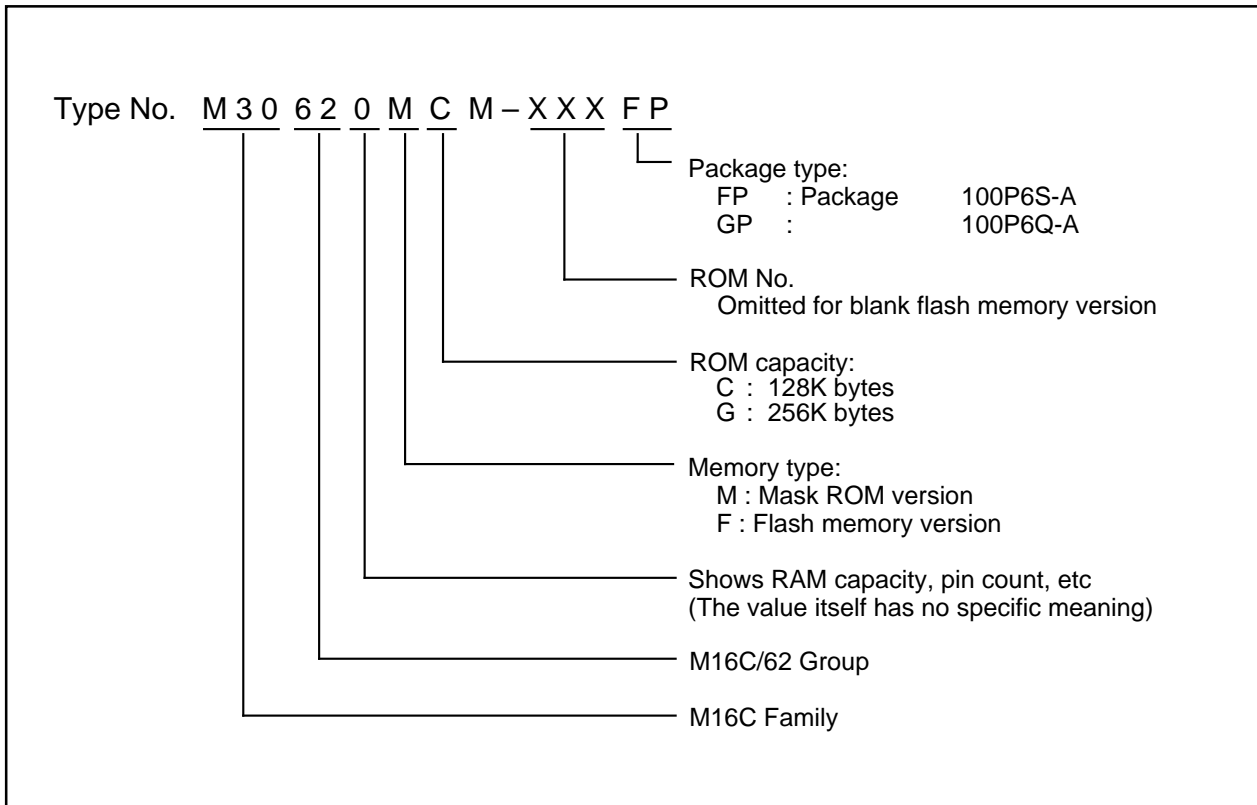 Type No. M 3 0 6 2 0 M C M – X X X F P
Package type:
FP : Package 100P6S-A
GP : 100P6Q-A
ROM No.
Omitted for blank flash memory version
ROM capacity:
C : 128K bytes
G : 256K bytes
Memory type:
M : Mask ROM version
F : Flash memory version
Shows RAM capacity, pin count, etc
(The value itself has no specific meaning)
M16C/62 Group
M16C Family